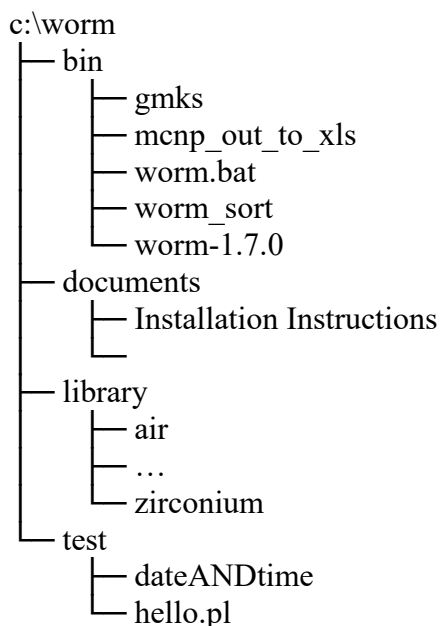 c:\worm
bin
gmks
mcnp_out_to_xls
worm.bat
worm_sort
worm-1.7.0
documents
Installation Instructions
library
air
…
zirconium
test
dateANDtime
hello.pl